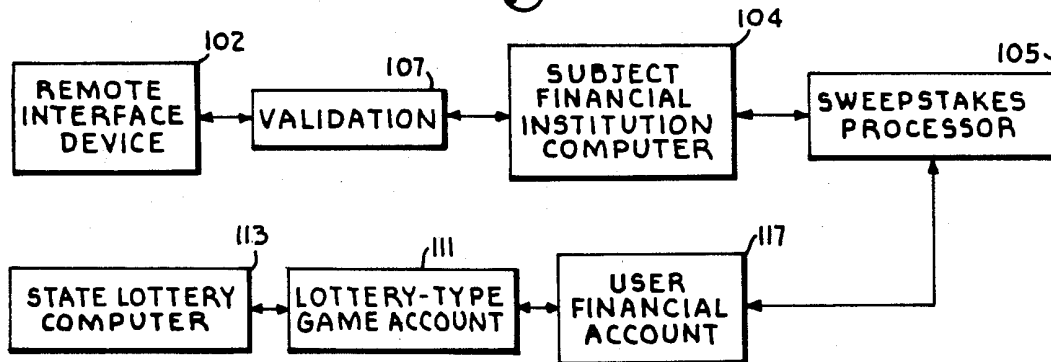 102
REMOTE
INTERFACE
DEVICE
107
VALIDATION
104
SUBJECT
FINANCIAL
INSTITUTION
COMPUTER
105
SWEEPSTAKES
PROCESSOR
113
STATE LOTTERY
COMPUTER
111
LOTTERY-TYPE
GAME ACCOUNT
117
USER
FINANCIAL
ACCOUNT